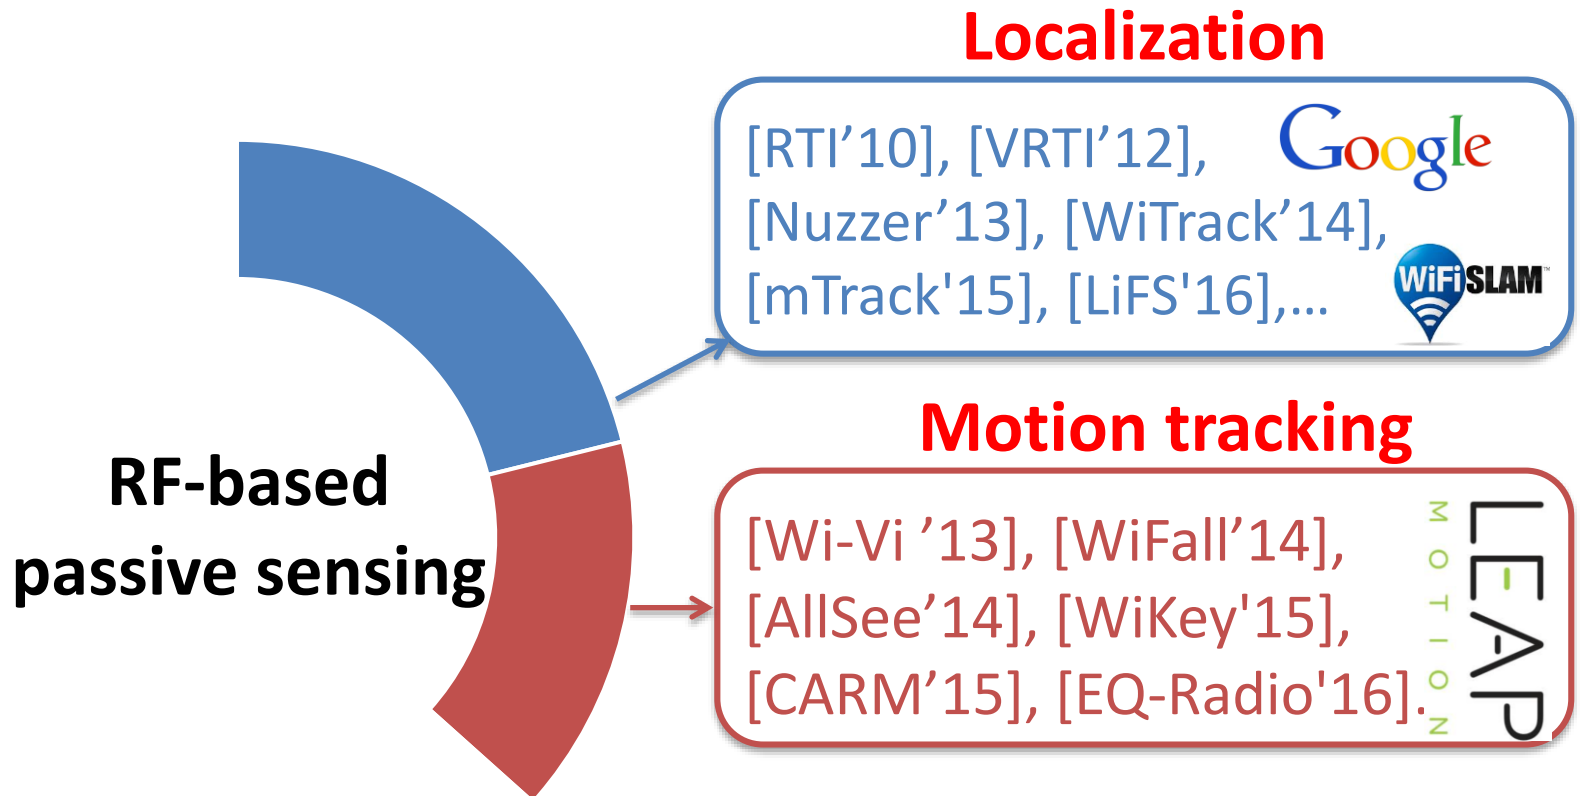 Localization
[RTI’10], [VRTI’12],
Google
[Nuzzer’13], [WiTrack’14],
[mTrack'15], [LiFS'16],...
WiFiSLAM™
RF-based
passive sensing
Motion tracking
[Wi-Vi ’13], [WiFall’14],
[AllSee’14], [WiKey'15],
[CARM’15], [EQ-Radio'16].
LEAP
MOTION